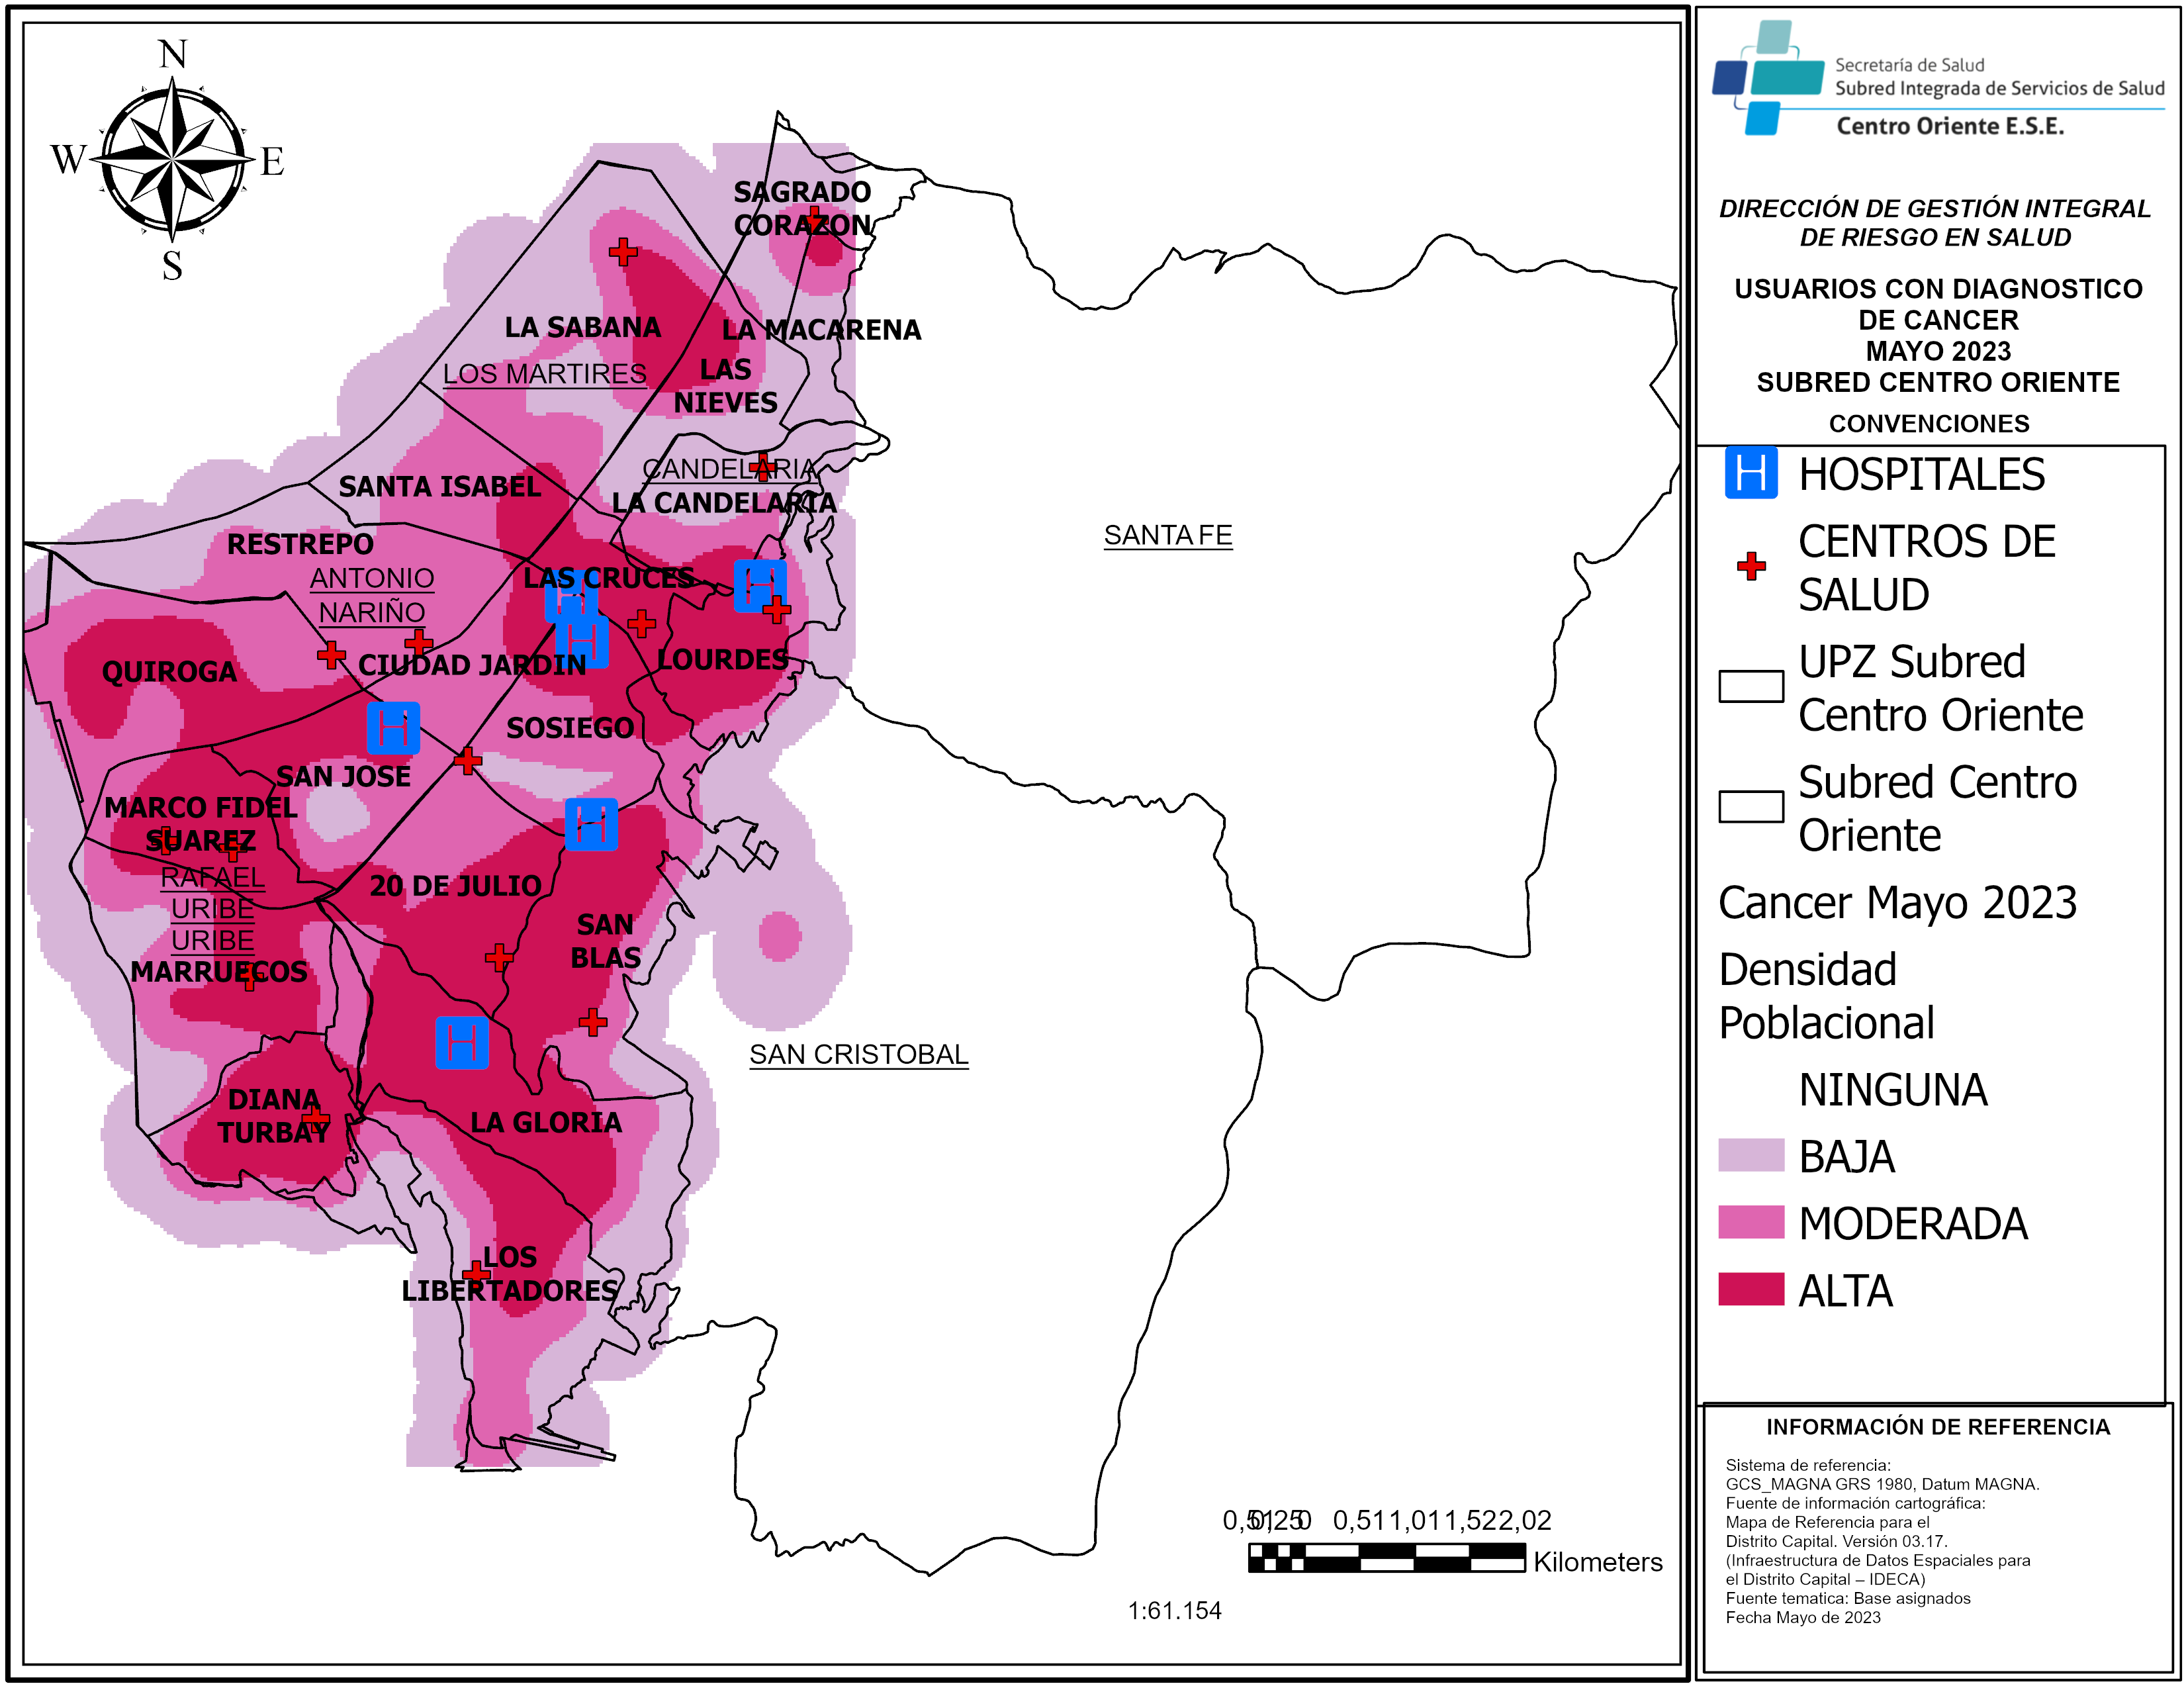 N
W
E
S
SAGRADO
CORAZON
LA SABANA
LA MACARENA
LOS MARTIRES
LAS
NIEVES
CANDELARIA
SANTA ISABEL
LA CANDELARIA
SANTA FE
RESTREPO
ANTONIO
NARIÑO
LAS CRUCES
H
H
H
QUIROGA
CIUDAD JARDIN
LOURDES
H
SOSIEGO
SAN JOSE
MARCO FIDEL
SUAREZ
H
RAFAEL
URIBE
URIBE
20 DE JULIO
SAN
BLAS
MARRUECOS
H
SAN CRISTOBAL
DIANA
TURBAY
LA GLORIA
LOS
LIBERTADORES
0,511,011,522,02
Kilometers
1:61.154
Secretaría de Salud
Subred Integrada de Servicios de Salud
Centro Oriente E.S.E.
DIRECCIÓN DE GESTIÓN INTEGRAL
DE RIESGO EN SALUD
USUARIOS CON DIAGNOSTICO
DE CANCER
MAYO 2023
SUBRED CENTRO ORIENTE
CONVENCIONES
H HOSPITALES
CENTROS DE
SALUD
UPZ Subred
Centro Oriente
Subred Centro
Oriente
Cancer Mayo 2023
Densidad
Poblacional
NINGUNA
BAJA
MODERADA
ALTA
INFORMACIÓN DE REFERENCIA
Sistema de referencia:
GCS_MAGNA GRS 1980, Datum MAGNA.
Fuente de información cartográfica:
Mapa de Referencia para el
Distrito Capital. Versión 03.17.
(Infraestructura de Datos Espaciales para
el Distrito Capital – IDECA)
Fuente tematica: Base asignados
Fecha Mayo de 2023